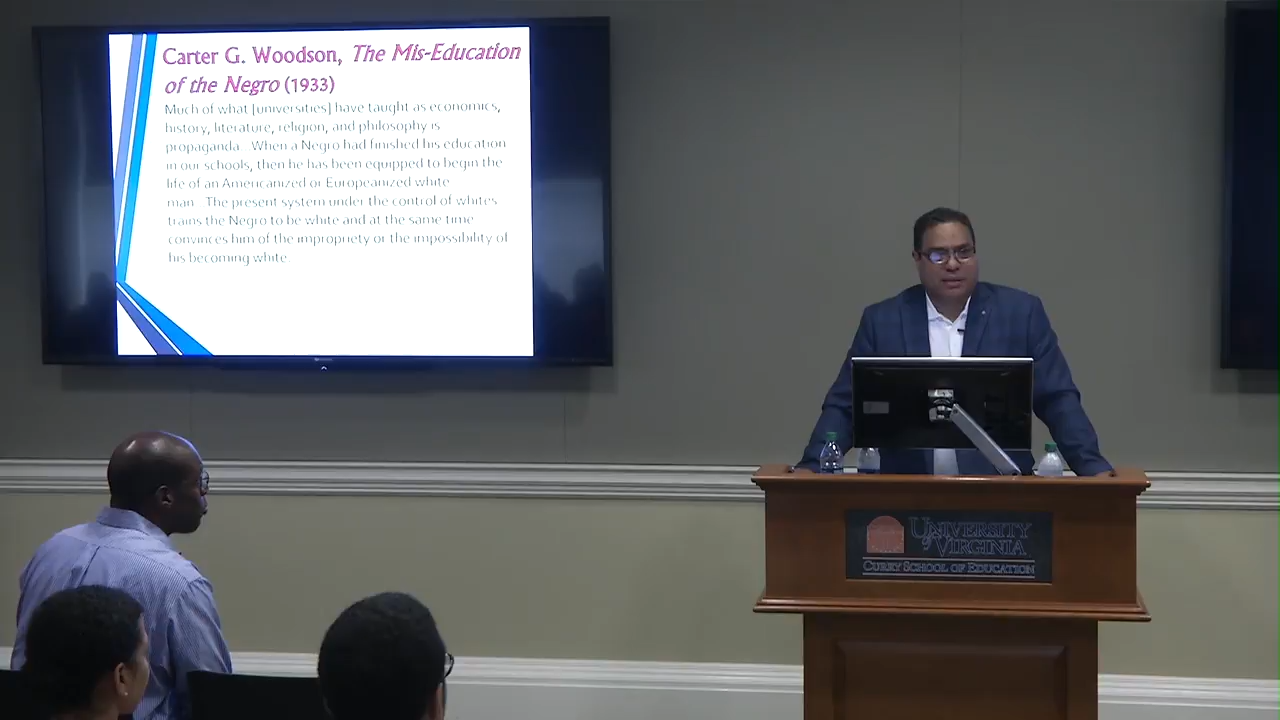 Carter G. Woodson, The Mis-Education
of the Negro (1933)
Much of what [universities] have taught as economics,
history, literature, religion, and philosophy is
propaganda...When a Negro had finished his education
in our schools, then he has been equipped to begin the
life of an Americanized or Europeanized white
man...The present system under the control of whites
trains the Negro to be white and at the same time
convinces him of the impropriety or the impossibility of
his becoming white.
UNIVERSITY
of VIRGINIA
CURRY SCHOOL OF EDUCATION